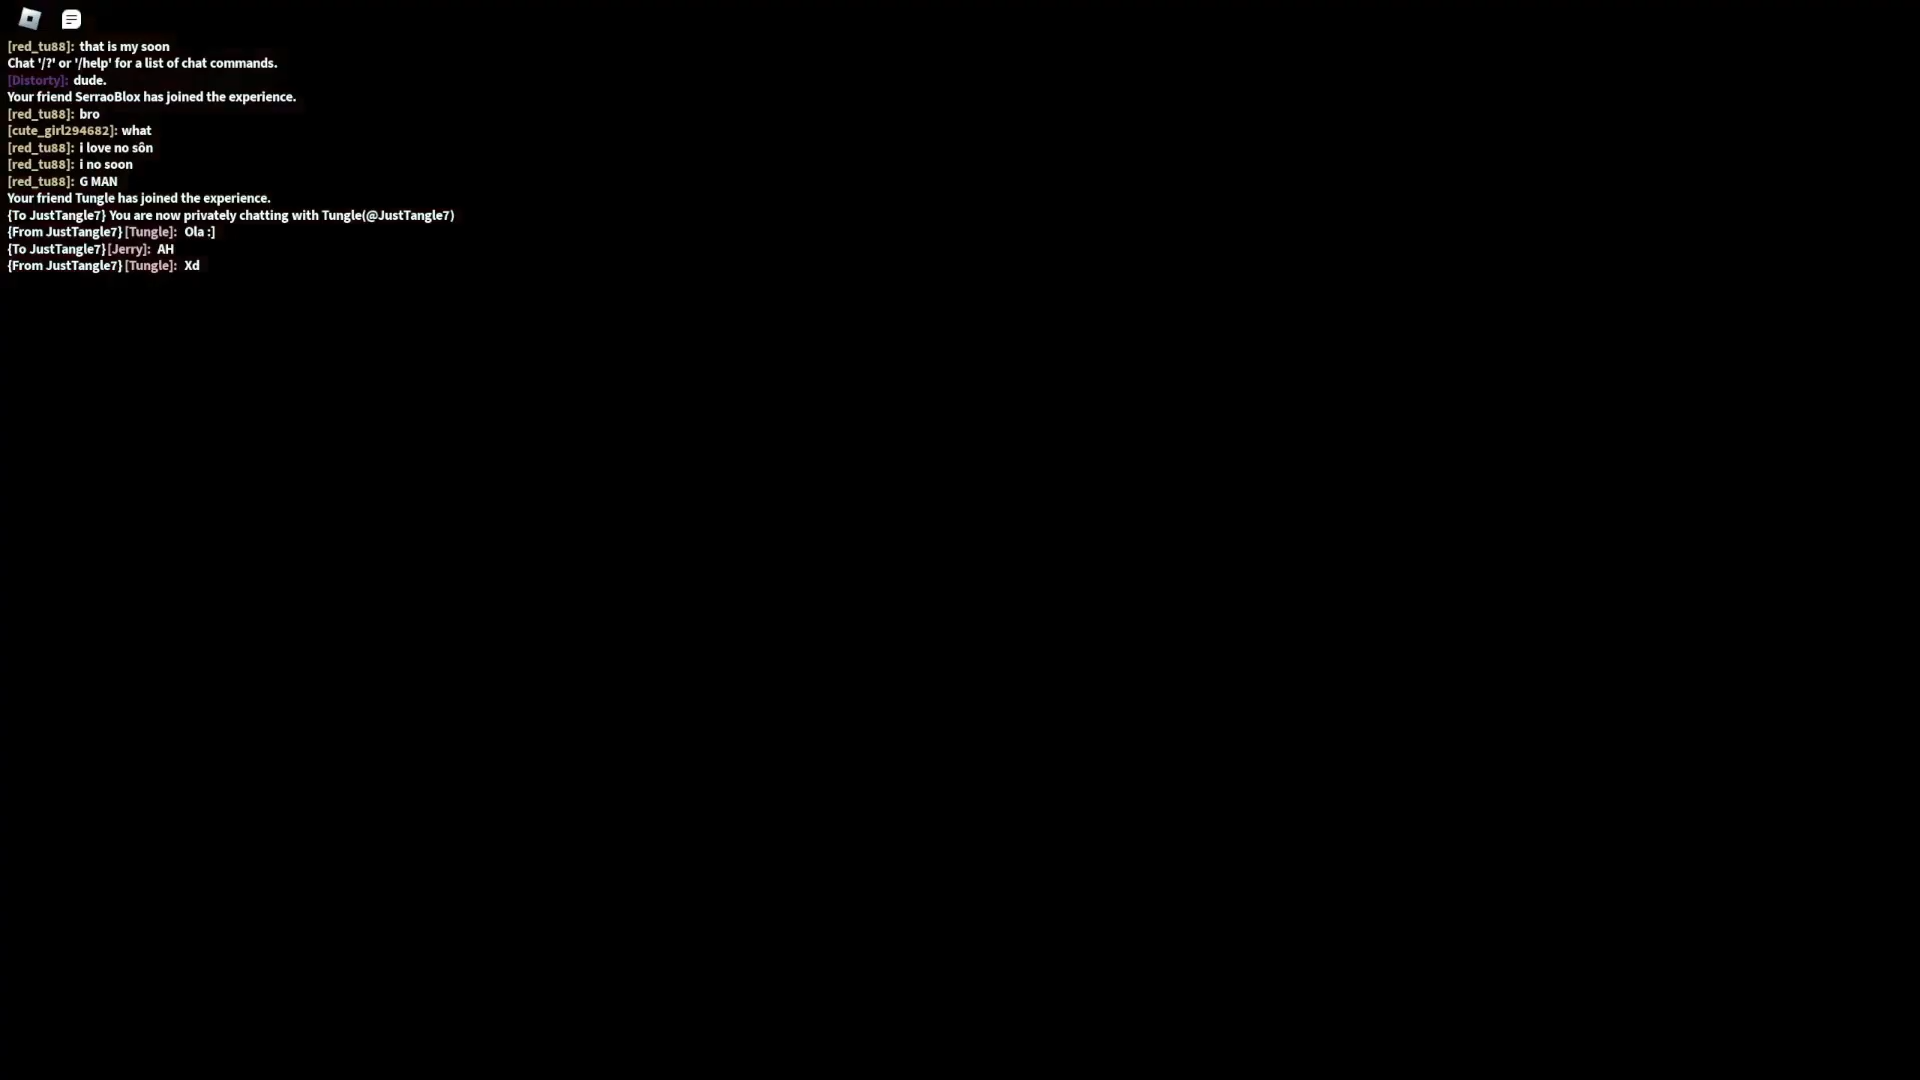 [red_tu88]: that is my soon
Chat '/?' or '/help' for a list of chat commands.
[Distorty]: dude.
Your friend SerraoBlox has joined the experience.
[red_tu88]: bro
[cute_girl294682]: what
[red_tu88]: i love no sôn
[red_tu88]: i no soon
[red_tu88]: G MAN
Your friend Tungle has joined the experience.
{To JustTangle7} You are now privately chatting with Tungle(@JustTangle7)
{From JustTangle7} [Tungle]: Ola :]
{To JustTangle7} [Jerry]: AH
{From JustTangle7} [Tungle]: Xd